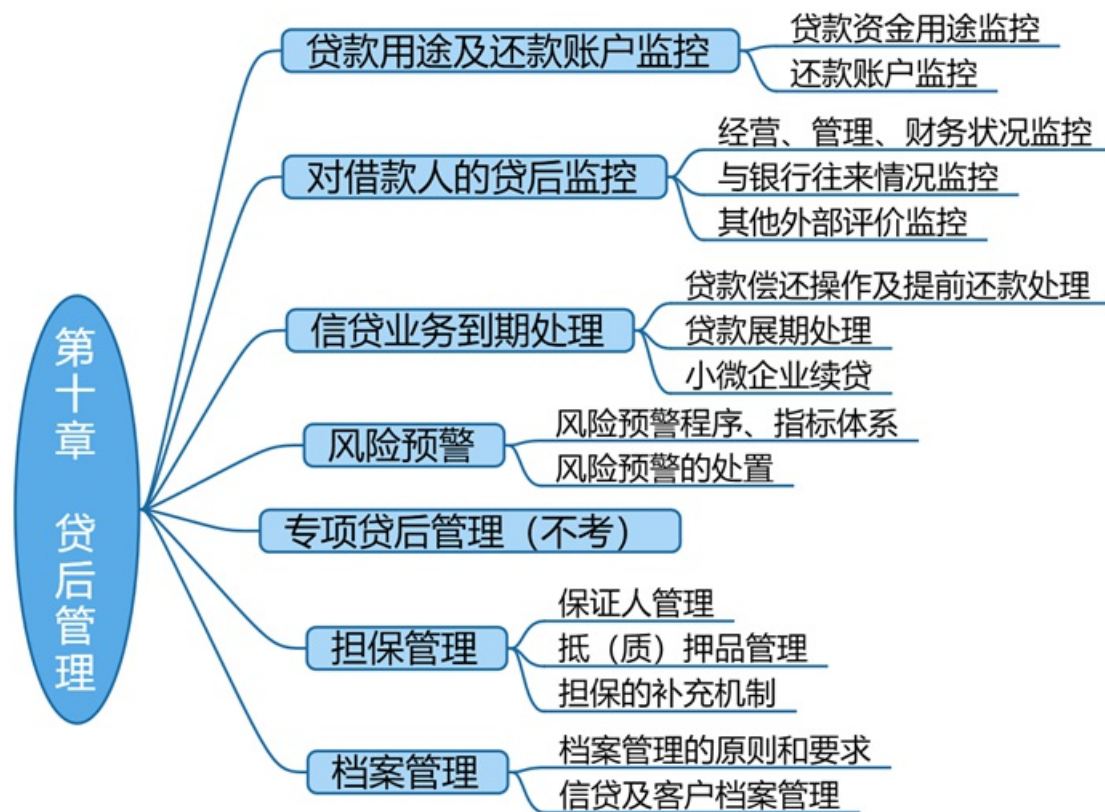 第十章 贷后管理
贷款用途及还款账户监控
贷款资金用途监控
还款账户监控
对借款人的贷后监控
经营、管理、财务状况监控
与银行往来情况监控
其他外部评价监控
信贷业务到期处理
贷款偿还操作及提前还款处理
贷款展期处理
小微企业续贷
风险预警
风险预警程序、指标体系
风险预警的处置
专项贷后管理（不考）
担保管理
保证人管理
抵（质）押品管理
担保的补充机制
档案管理
档案管理的原则和要求
信贷及客户档案管理